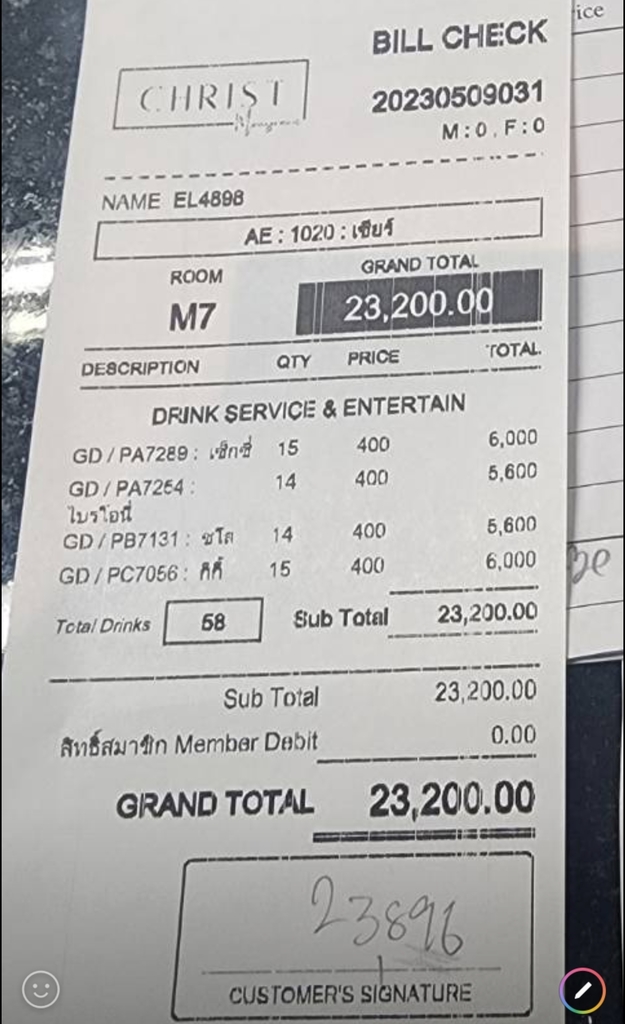 ice
BILL CHECK
CHRIST
20230509031
M : 0 , F : 0
NAME EL4898
AE : 1020 : เชียร์
ROOM
GRAND TOTAL
M7
23,200.00
DESCRIPTION QTY PRICE TOTAL
DRINK SERVICE & ENTERTAIN
GD / PA7289 : เซ็กซี่ 15 400 6,000
GD / PA7264 : 14 400 5,600
ไบรโอนี่
GD / PB7131 : ชูโส 14 400 5,600
GD / PC7056 : คิคี้ 15 400 6,000
Total Drinks 58 Sub Total 23,200.00
Sub Total 23,200.00
สิทธิ์สมาชิก Member Debit 0.00
GRAND TOTAL 23,200.00
23896
CUSTOMER'S SIGNATURE